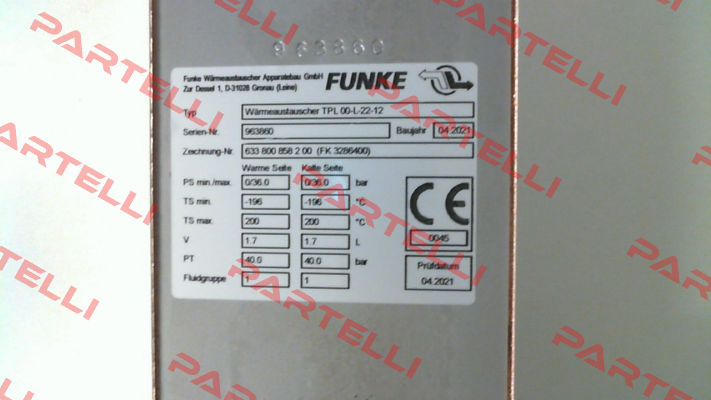 963860
Funke Wärmeaustauscher Apparatebau GmbH
Zur Dessel 1, D-31028 Gronau (Leine)
FUNKE
Typ Wärmeaustauscher TPL 00-L-22-12
Serien-Nr. 963860 Baujahr 04.2021
Zeichnung-Nr. 633 800 858 2 00 (FK 3286400)
Warme Seite Kalte Seite
PS min./max. 0/36.0 0/36.0 bar
TS min. -196 -196 °C
TS max. 200 200 °C
V 1.7 1.7 L
PT 40.0 40.0 bar
Fluidgruppe 1 1
CE
0045
Prüfdatum
04.2021
PARTELLI
PARTELLI
PARTELLI
PARTELLI
PARTELLI
PARTELLI
PARTELLI